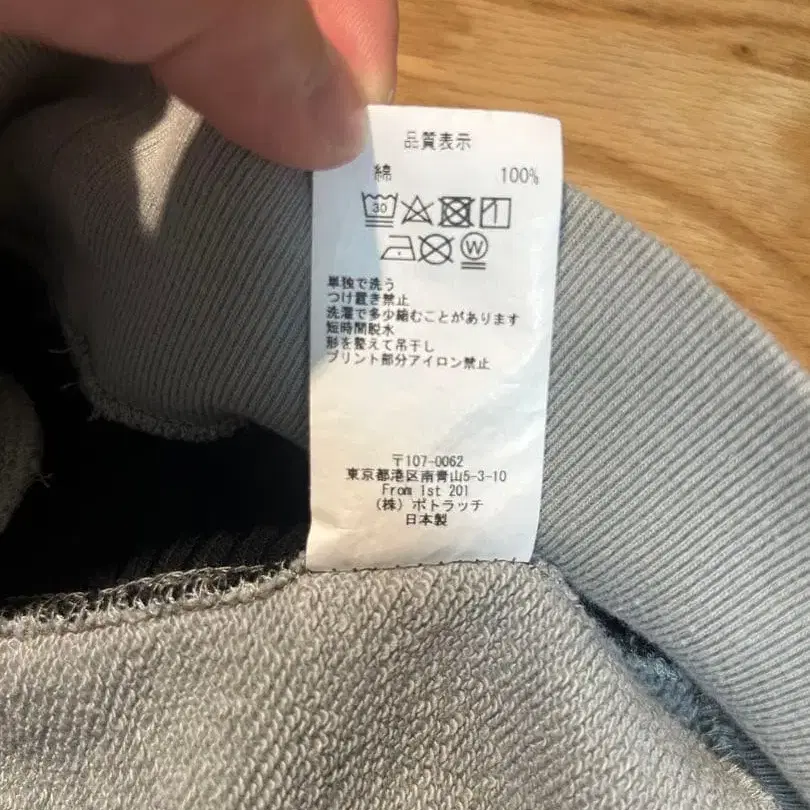 品質表示
綿 100%
30
W
単独で洗う
つけ置き禁止
洗濯で多少縮むことがあります
短時間脱水
形を整えて吊干し
プリント部分アイロン禁止
〒107-0062
東京都港区南青山5-3-10
From 1st 201
(株) ポトラッチ
日本製